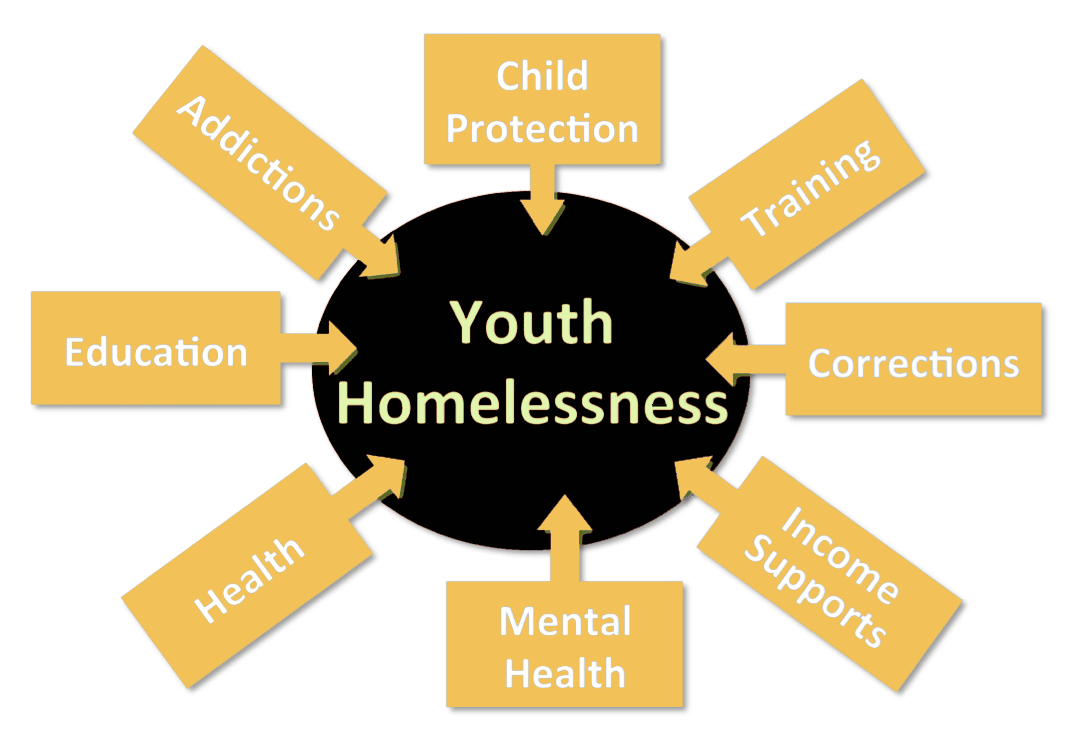 Child
Protection
Addictions
Training
Youth
Homelessness
Education
Corrections
Health
Income
Supports
Mental
Health